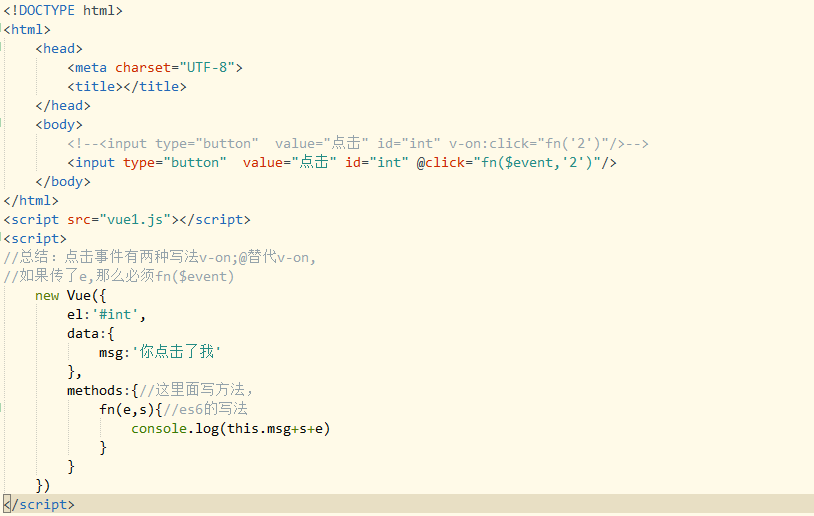 <!DOCTYPE html>
<html>
    <head>
        <meta charset="UTF-8">
        <title></title>
    </head>
    <body>
        <!--<input type="button"  value="点击" id="int" v-on:click="fn('2')"/>-->
        <input type="button"  value="点击" id="int" @click="fn($event,'2')"/>
    </body>
</html>
<script src="vue1.js"></script>
<script>
//总结：点击事件有两种写法v-on;@替代v-on,
//如果传了e,那么必须fn($event)
    new Vue({
        el:'#int',
        data:{
            msg:'你点击了我'
        },
        methods:{//这里面写方法，
            fn(e,s){//es6的写法
                console.log(this.msg+s+e)
            }
        }
    })
</script>